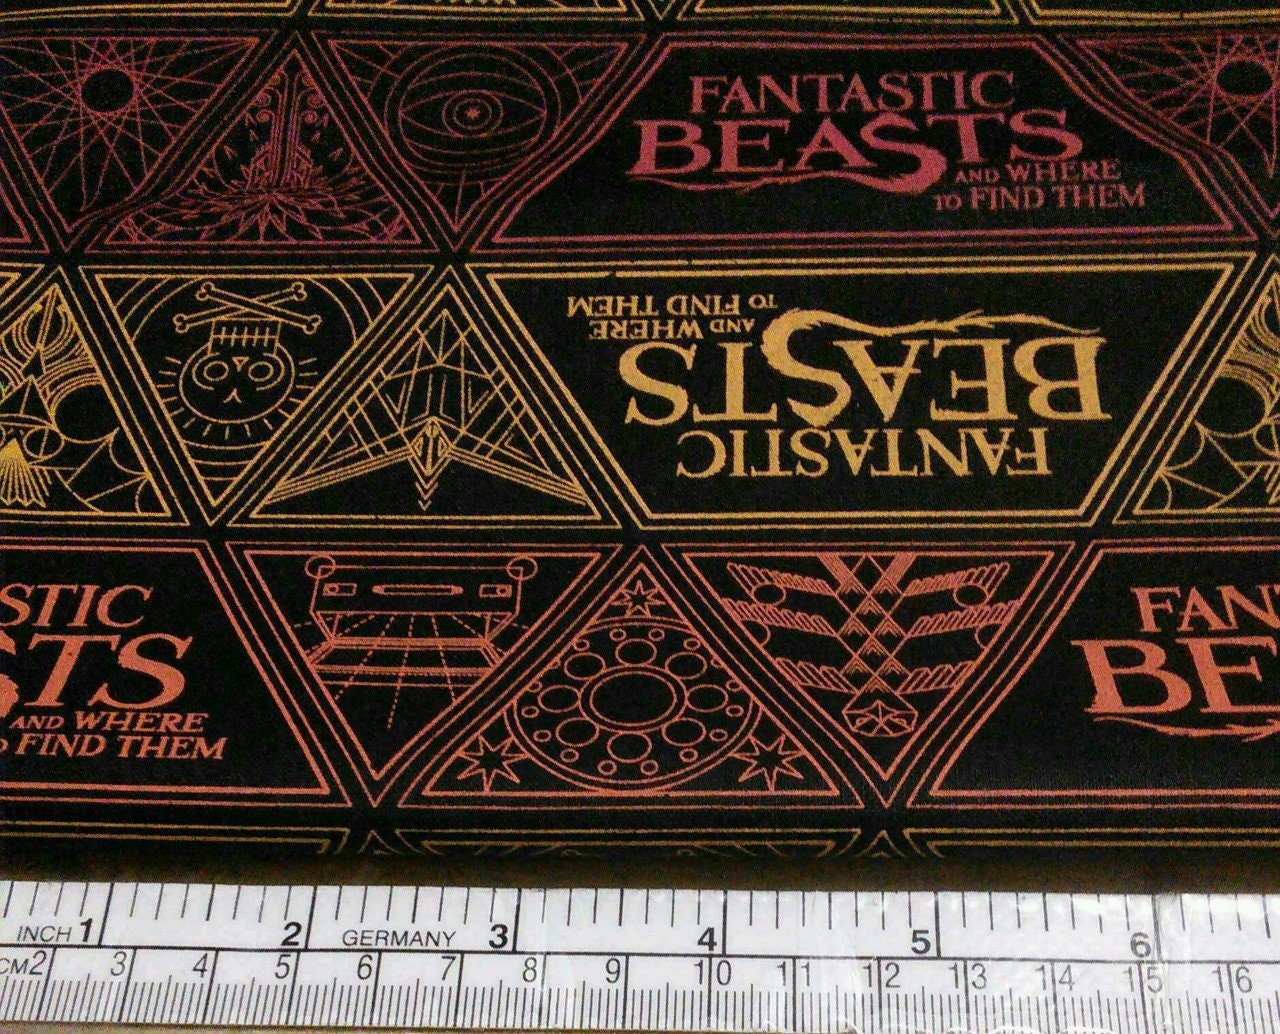 FANTASTIC
BEASTS
AND WHERE
TO FIND THEM
FANTASTIC
BEASTS
AND WHERE
TO FIND THEM
STIC
STS
AND WHERE
FIND THEM
FAN
BE
INCH 1 2 GERMANY 3 4 5 6
CM 2 3 4 5 6 7 8 9 10 11 12 13 14 15 16